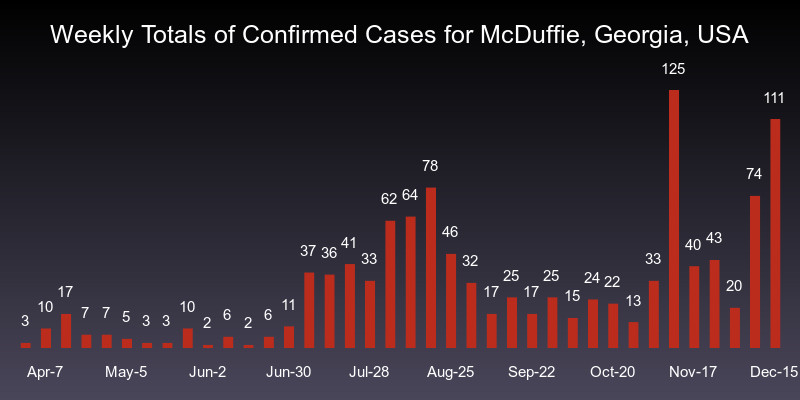 Weekly Totals of Confirmed Cases for McDuffie, Georgia, USA
3 10 17 7 7 5 3 3 10 2 6 2 6 11 37 36 41 33 62 64 78 46 32 17 25 17 25 15 24 22 13 33 125 40 43 20 74 111
Apr-7 May-5 Jun-2 Jun-30 Jul-28 Aug-25 Sep-22 Oct-20 Nov-17 Dec-15